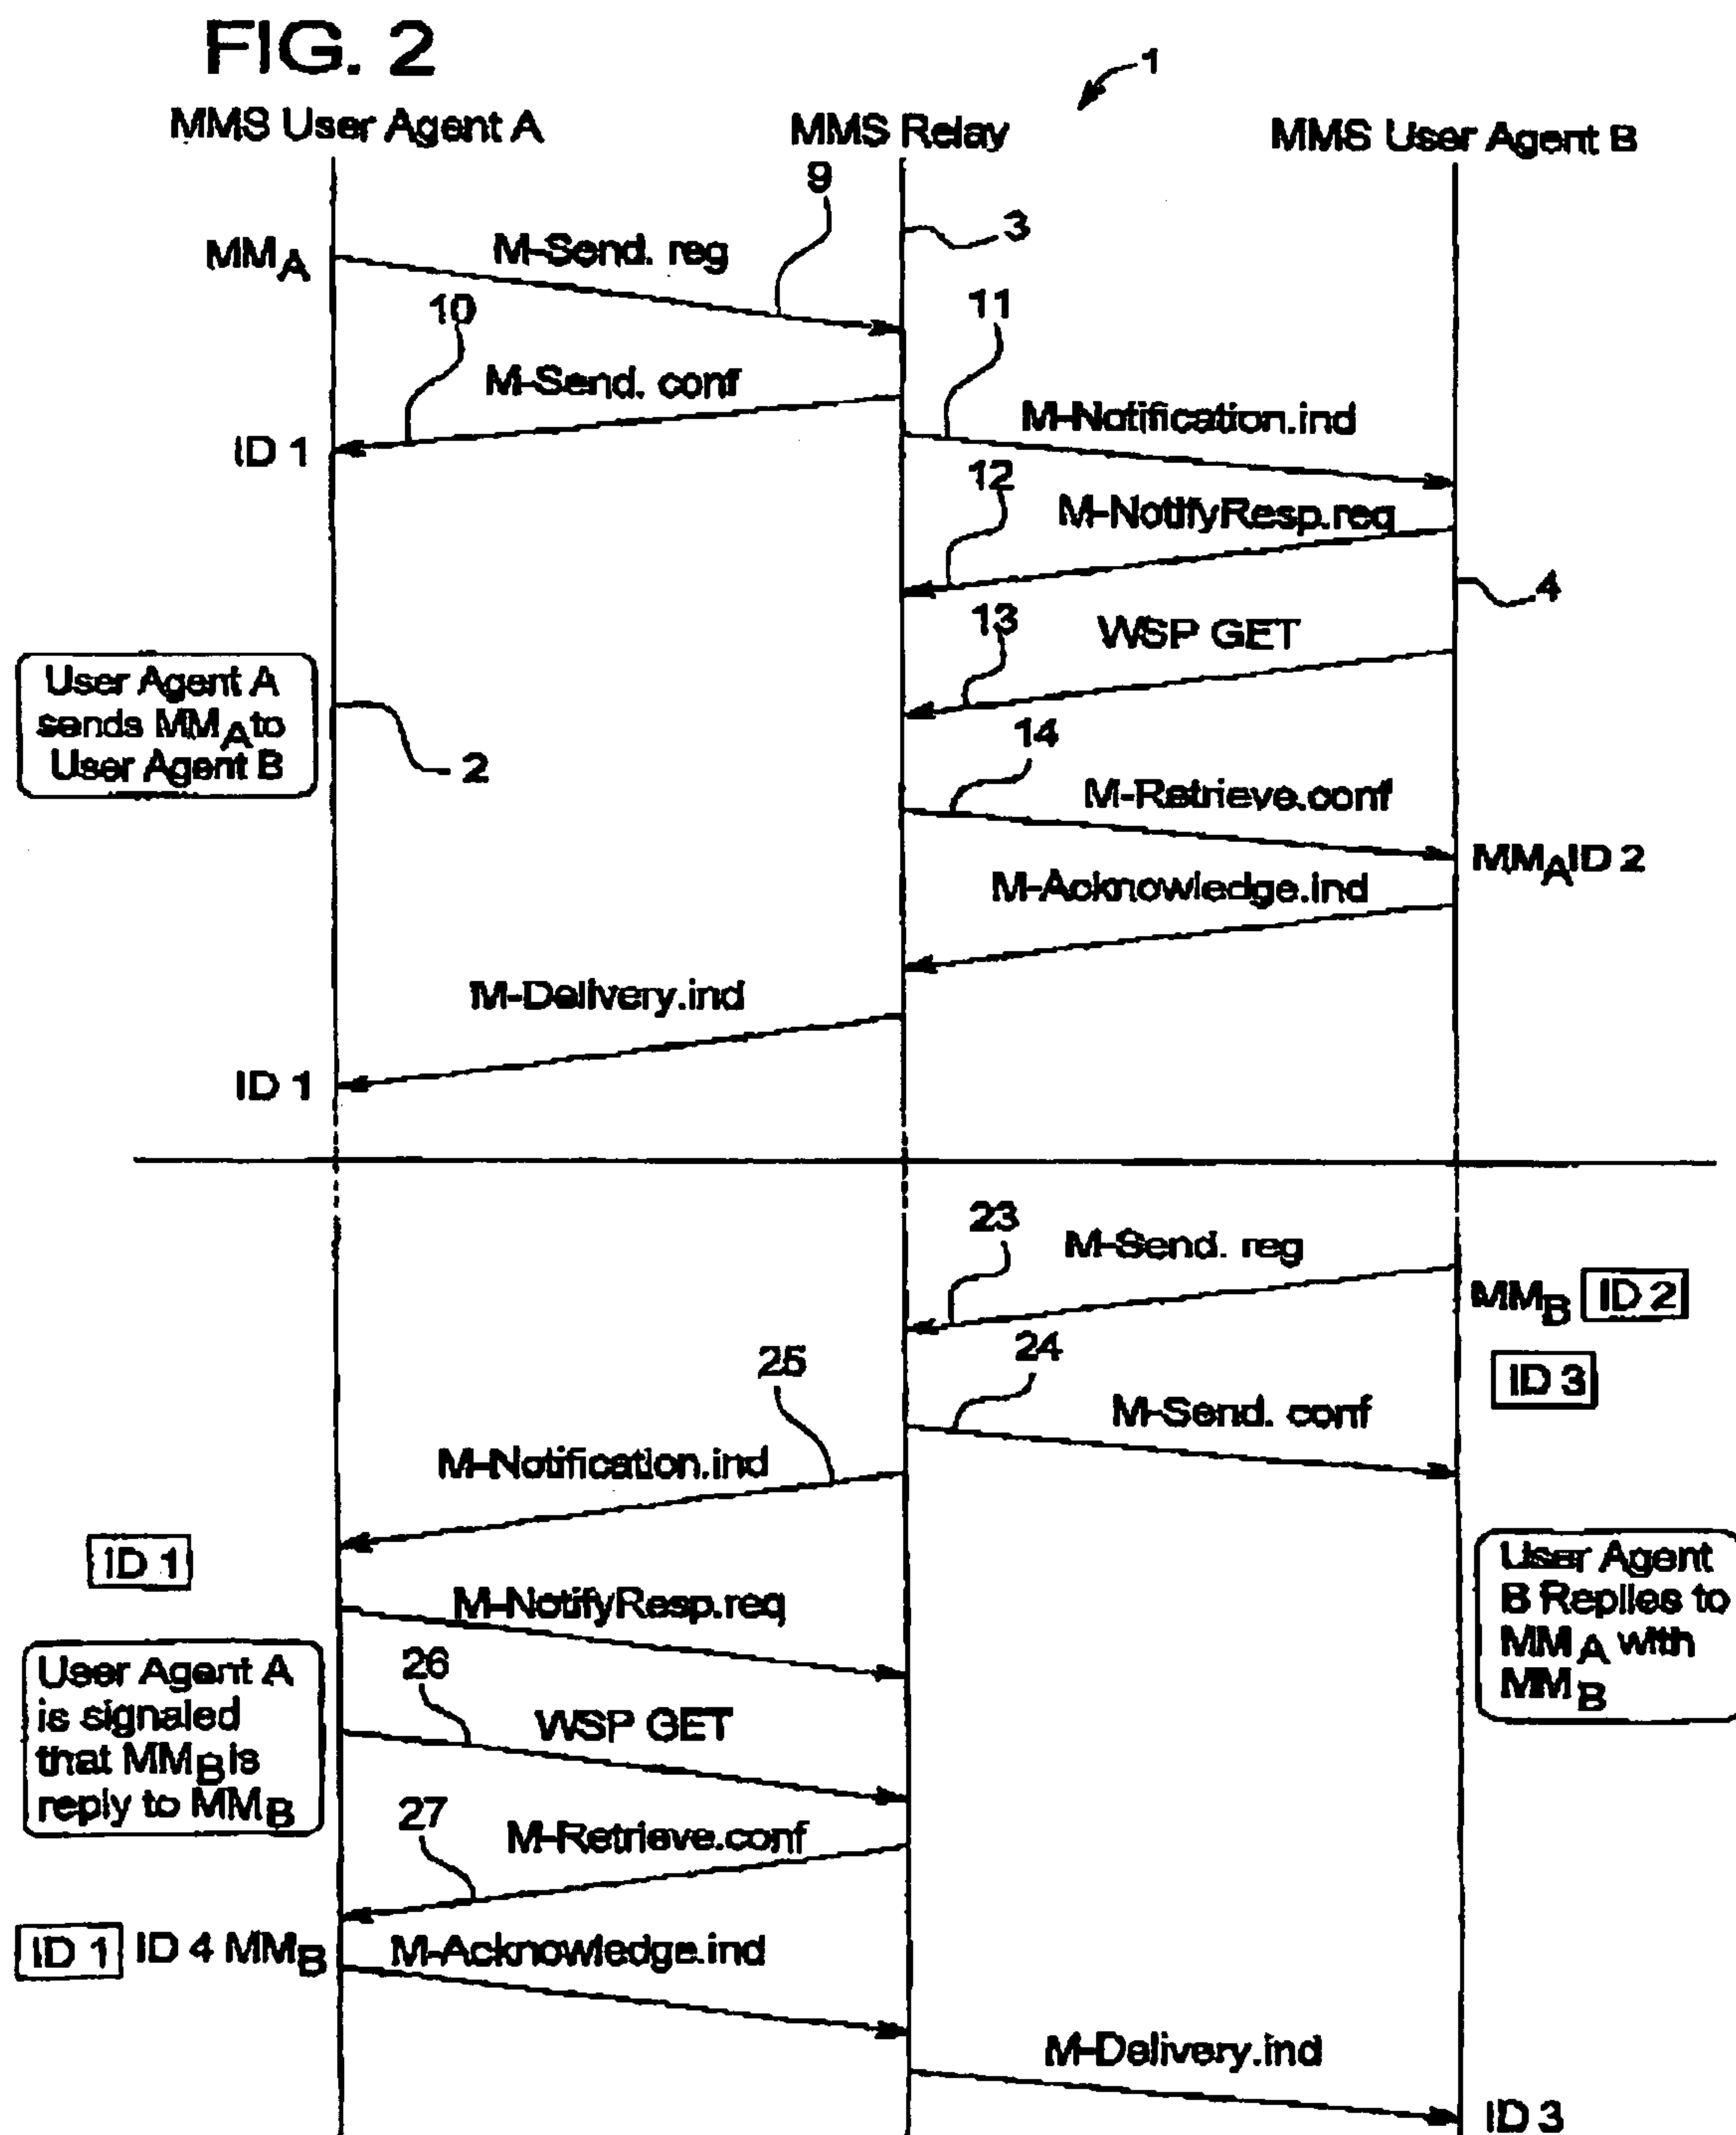 FIG. 2
1
MMS User Agent A
MMS Relay
MMS User Agent B
9
3
MMA
M-Send. reg
10
11
M-Send. conf
M-Notification.ind
ID 1
12
M-NotifyResp.req
4
13
WSP GET
User Agent A
sends MMA to
User Agent B
2
14
M-Retrieve.conf
MMA ID 2
M-Acknowledge.ind
M-Delivery.ind
ID 1
23
M-Send. reg
MMB ID 2
24
25
ID 3
M-Send. conf
M-Notification.ind
ID 1
User Agent
B Replies to
MMA with
MMB
M-NotifyResp.req
User Agent A
is signaled
that MMB is
reply to MMB
26
WSP GET
27
M-Retrieve.conf
ID 1 ID 4 MMB
M-Acknowledge.ind
M-Delivery.ind
ID 3